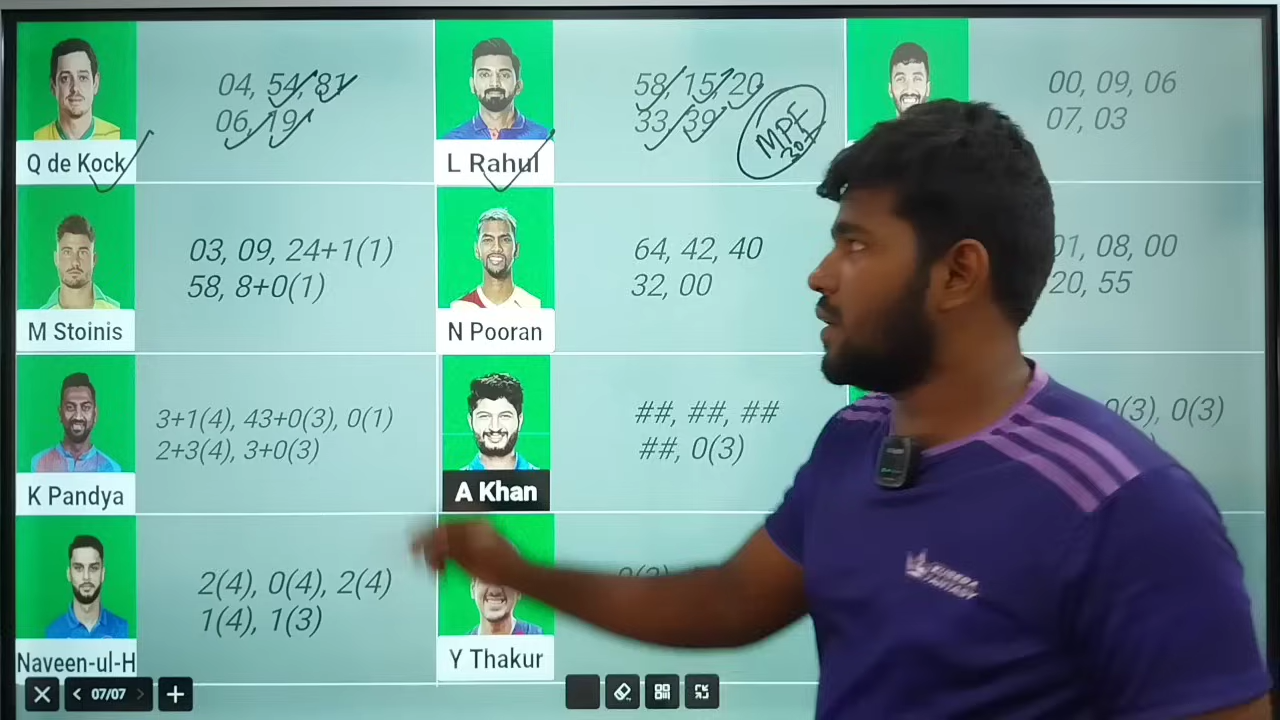 04, 54, 81
06, 19
Q de Kock
58, 15, 20
33, 39
MPF
L Rahul
00, 09, 06
07, 03
03, 09, 24+1(1)
58, 8+0(1)
M Stoinis
64, 42, 40
32, 00
N Pooran
01, 08, 00
20, 55
3+1(4), 43+0(3), 0(1)
2+3(4), 3+0(3)
K Pandya
##, ##, ##
##, 0(3)
A Khan
0(3), 0(3)
2(4), 0(4), 2(4)
1(4), 1(3)
Naveen-ul-H
Y Thakur
07/07